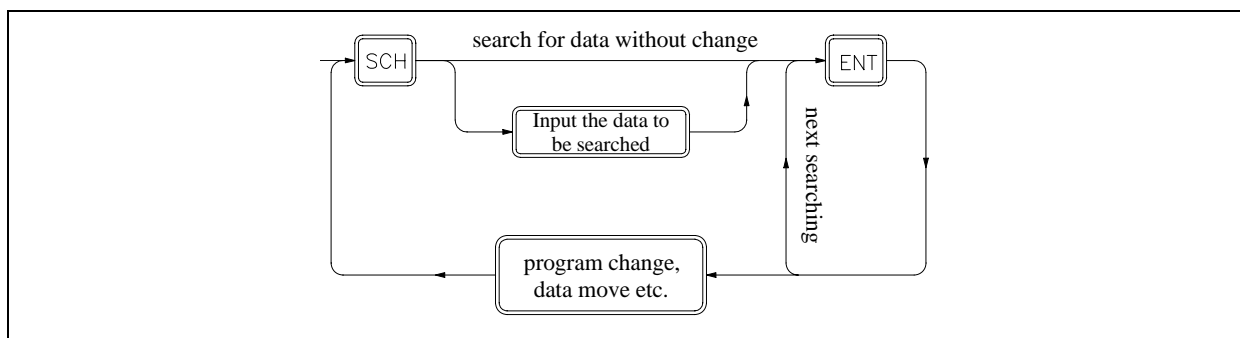 search for data without change
SCH
ENT
Input the data to
be searched
next searching
program change,
data move etc.